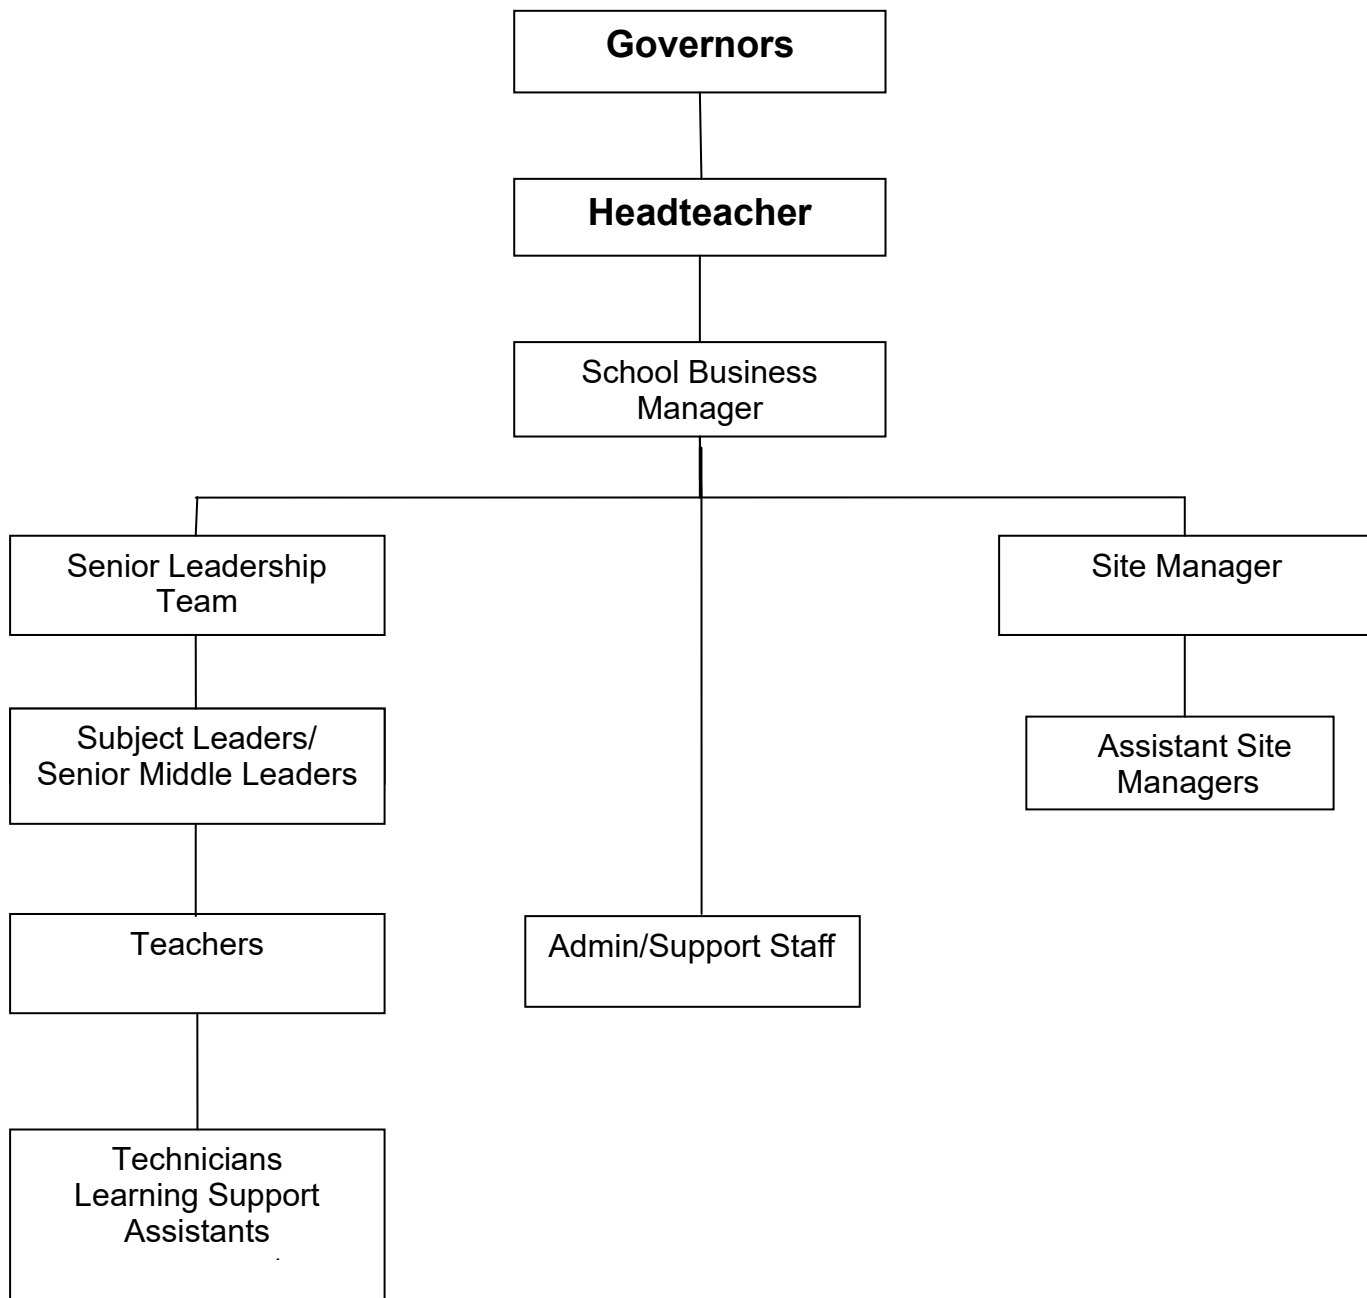 Governors
Headteacher
School Business
Manager
Senior Leadership
Team
Site Manager
Subject Leaders/
Senior Middle Leaders
Assistant Site
Managers
Teachers
Admin/Support Staff
Technicians
Learning Support
Assistants